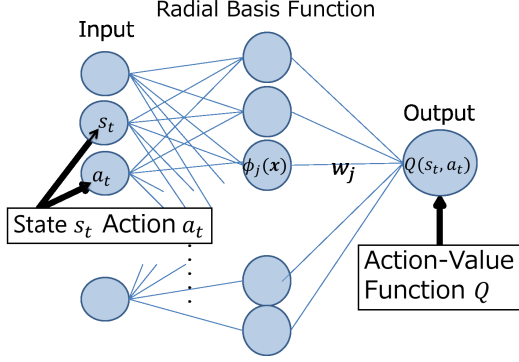 Radial Basis Function
Input
Output
s_t
a_t
ϕ_j(x)
w_j
Q(s_t, a_t)
State s_t Action a_t
Action-Value
Function Q